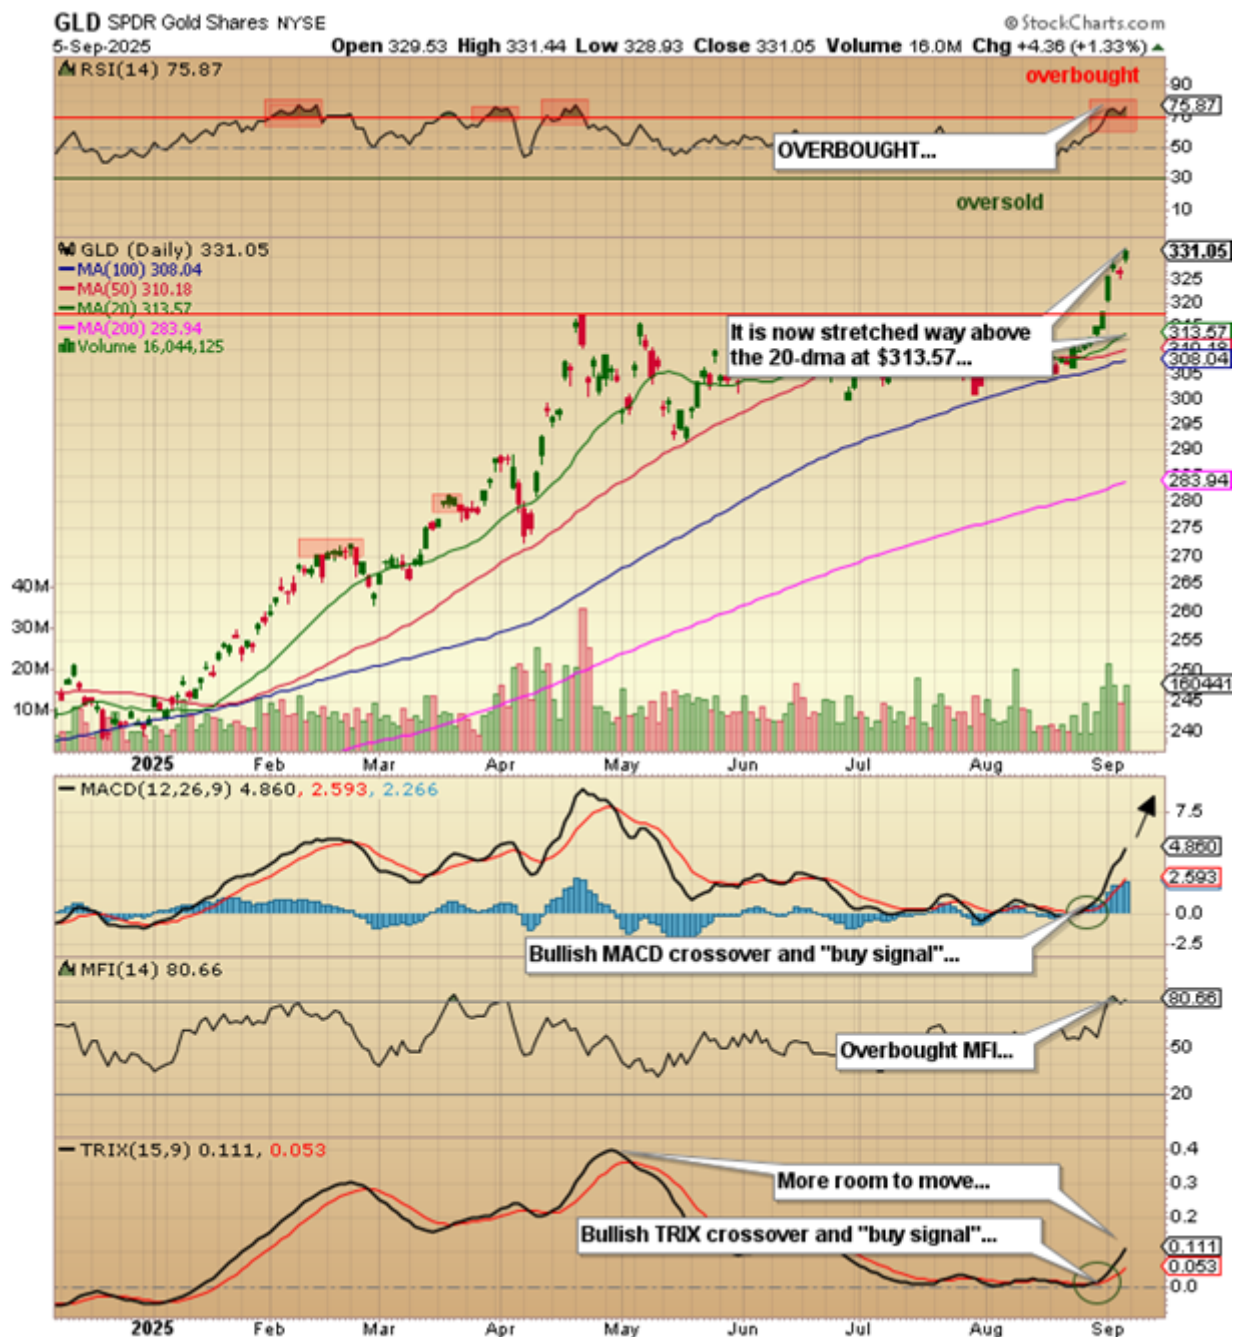 GLD SPDR Gold Shares NYSE © StockCharts.com
5-Sep-2025 Open 329.53 High 331.44 Low 328.93 Close 331.05 Volume 16.0M Chg +4.36 (+1.33%)
RSI(14) 75.87
overbought
90
75.87
70
OVERBOUGHT...
50
30
oversold
10
GLD (Daily) 331.05
331.05
MA(100) 308.04
MA(50) 310.18
325
MA(20) 313.57
320
MA(200) 283.94
Volume 16,044,125
It is now stretched way above
the 20-dma at $313.57...
313.57
310.18
308.04
305
300
295
290
283.94
280
275
270
40M
265
30M
260
255
20M
250
160441
10M
245
240
2025 Feb Mar Apr May Jun Jul Aug Sep
MACD(12,26,9) 4.860, 2.593, 2.266
7.5
4.860
2.593
0.0
-2.5
Bullish MACD crossover and "buy signal"...
MFI(14) 80.66
80.66
Overbought MFI...
50
20
TRIX(15,9) 0.111, 0.053
0.4
More room to move...
0.3
0.2
Bullish TRIX crossover and "buy signal"...
0.111
0.053
0.0
2025 Feb Mar Apr May Jun Jul Aug Sep